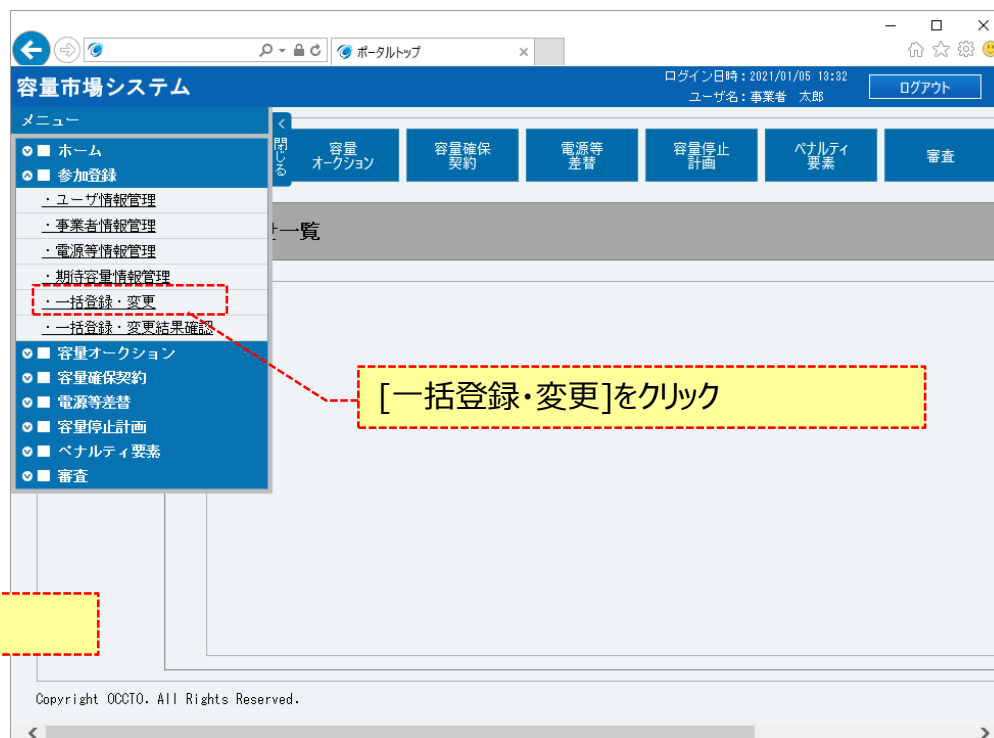 ポータルトップ
容量市場システム
ログイン日時：2021/01/05 13:32
ユーザ名：事業者 太郎
ログアウト
メニュー
閉じる
容量
オークション
容量確保
契約
電源等
差替
容量停止
計画
ペナルティ
要素
審査
ホーム
参加登録
・ユーザ情報管理
・事業者情報管理
・電源等情報管理
・期待容量情報管理
・一括登録・変更
・一括登録・変更結果確認
容量オークション
容量確保契約
電源等差替
容量停止計画
ペナルティ要素
審査
一覧
[一括登録・変更]をクリック
Copyright OCCTO. All Rights Reserved.